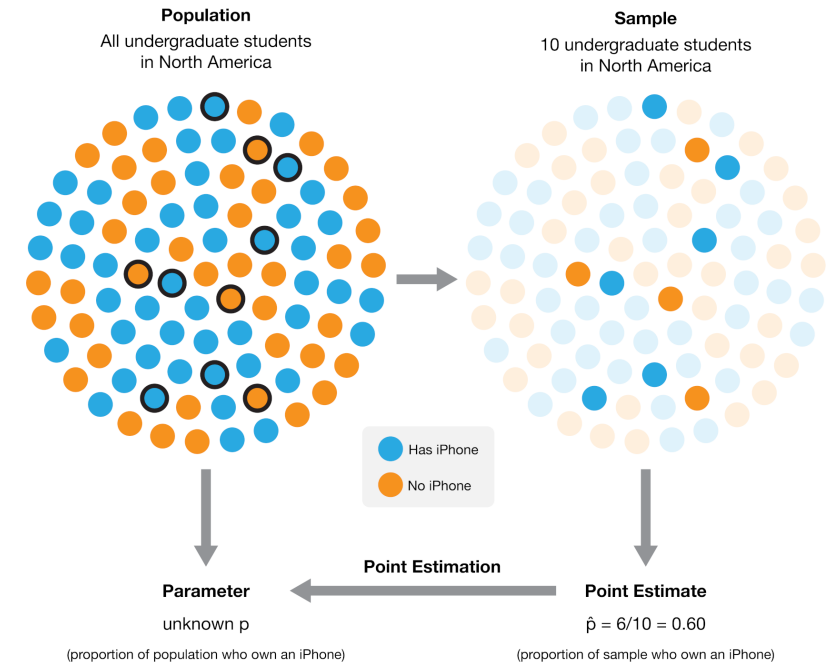 Population
All undergraduate students
in North America
Sample
10 undergraduate students
in North America
Has iPhone
No iPhone
Point Estimation
Parameter
unknown p
(proportion of population who own an iPhone)
Point Estimate
p̂ = 6/10 = 0.60
(proportion of sample who own an iPhone)